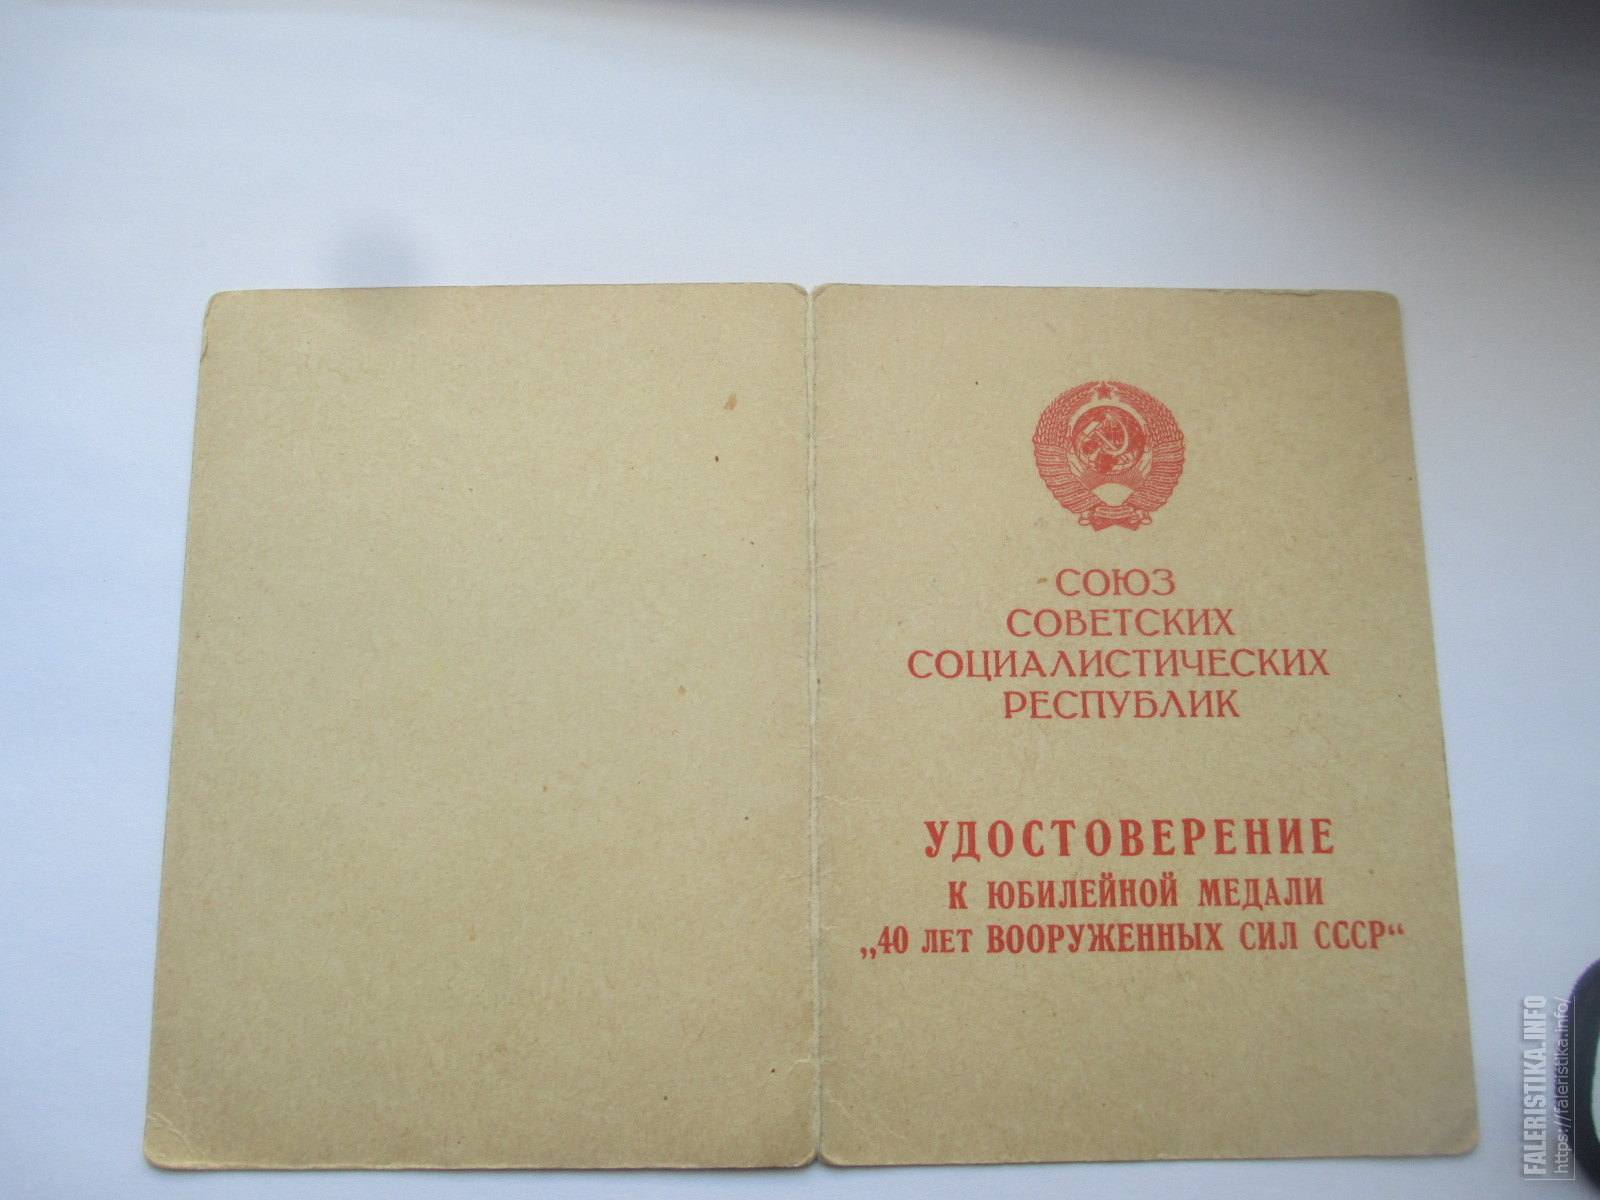 СОЮЗ
СОВЕТСКИХ
СОЦИАЛИСТИЧЕСКИХ
РЕСПУБЛИК
УДОСТОВЕРЕНИЕ
К ЮБИЛЕЙНОЙ МЕДАЛИ
„40 ЛЕТ ВООРУЖЕННЫХ СИЛ СССР“
FALERISTIKA.INFO
https://faleristika.info/